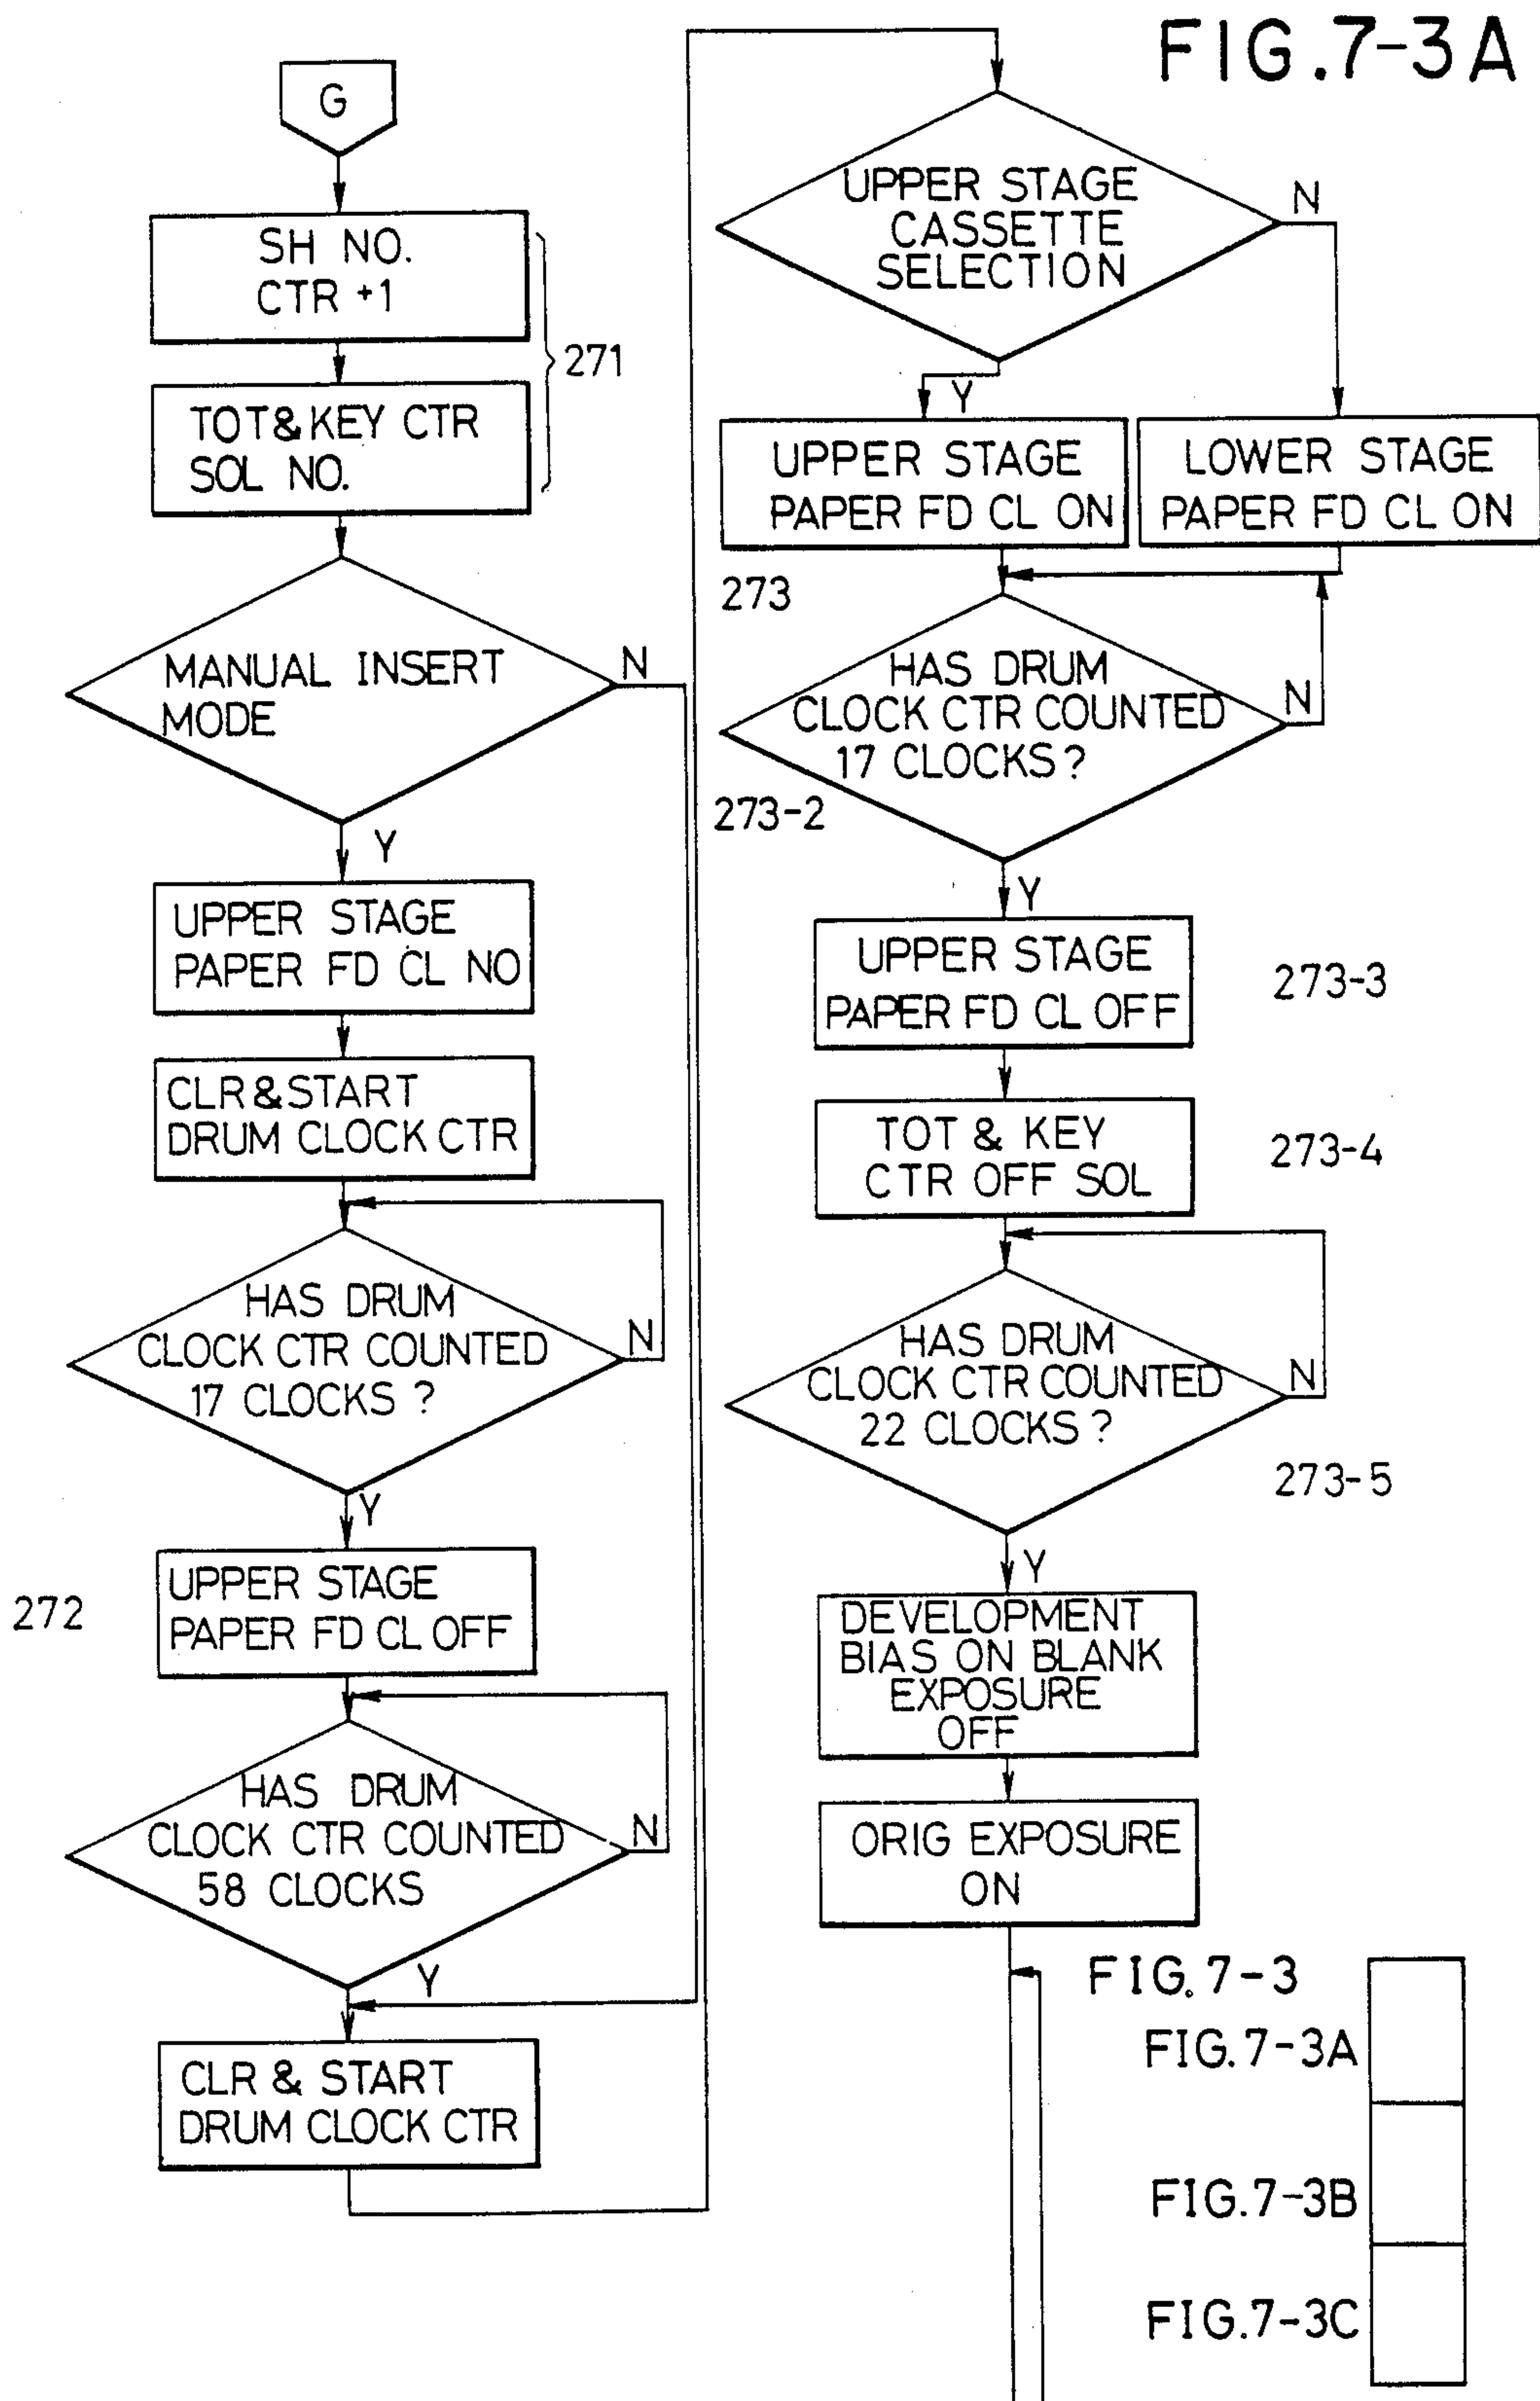 FIG.7-3A
G
SH NO.
CTR +1
271
TOT&KEY CTR
SOL NO.
MANUAL INSERT
MODE
N
Y
UPPER STAGE
PAPER FD CL NO
CLR&START
DRUM CLOCK CTR
HAS DRUM
CLOCK CTR COUNTED
17 CLOCKS ?
N
Y
272
UPPER STAGE
PAPER FD CL OFF
HAS DRUM
CLOCK CTR COUNTED
58 CLOCKS
N
Y
CLR & START
DRUM CLOCK CTR
UPPER STAGE
CASSETTE
SELECTION
N
Y
UPPER STAGE
PAPER FD CL ON
LOWER STAGE
PAPER FD CL ON
273
HAS DRUM
CLOCK CTR COUNTED
17 CLOCKS ?
N
273-2
Y
UPPER STAGE
PAPER FD CL OFF
273-3
TOT & KEY
CTR OFF SOL
273-4
HAS DRUM
CLOCK CTR COUNTED
22 CLOCKS ?
N
273-5
Y
DEVELOPMENT
BIAS ON BLANK
EXPOSURE
OFF
ORIG EXPOSURE
ON
FIG. 7-3
FIG.7-3A
FIG.7-3B
FIG.7-3C